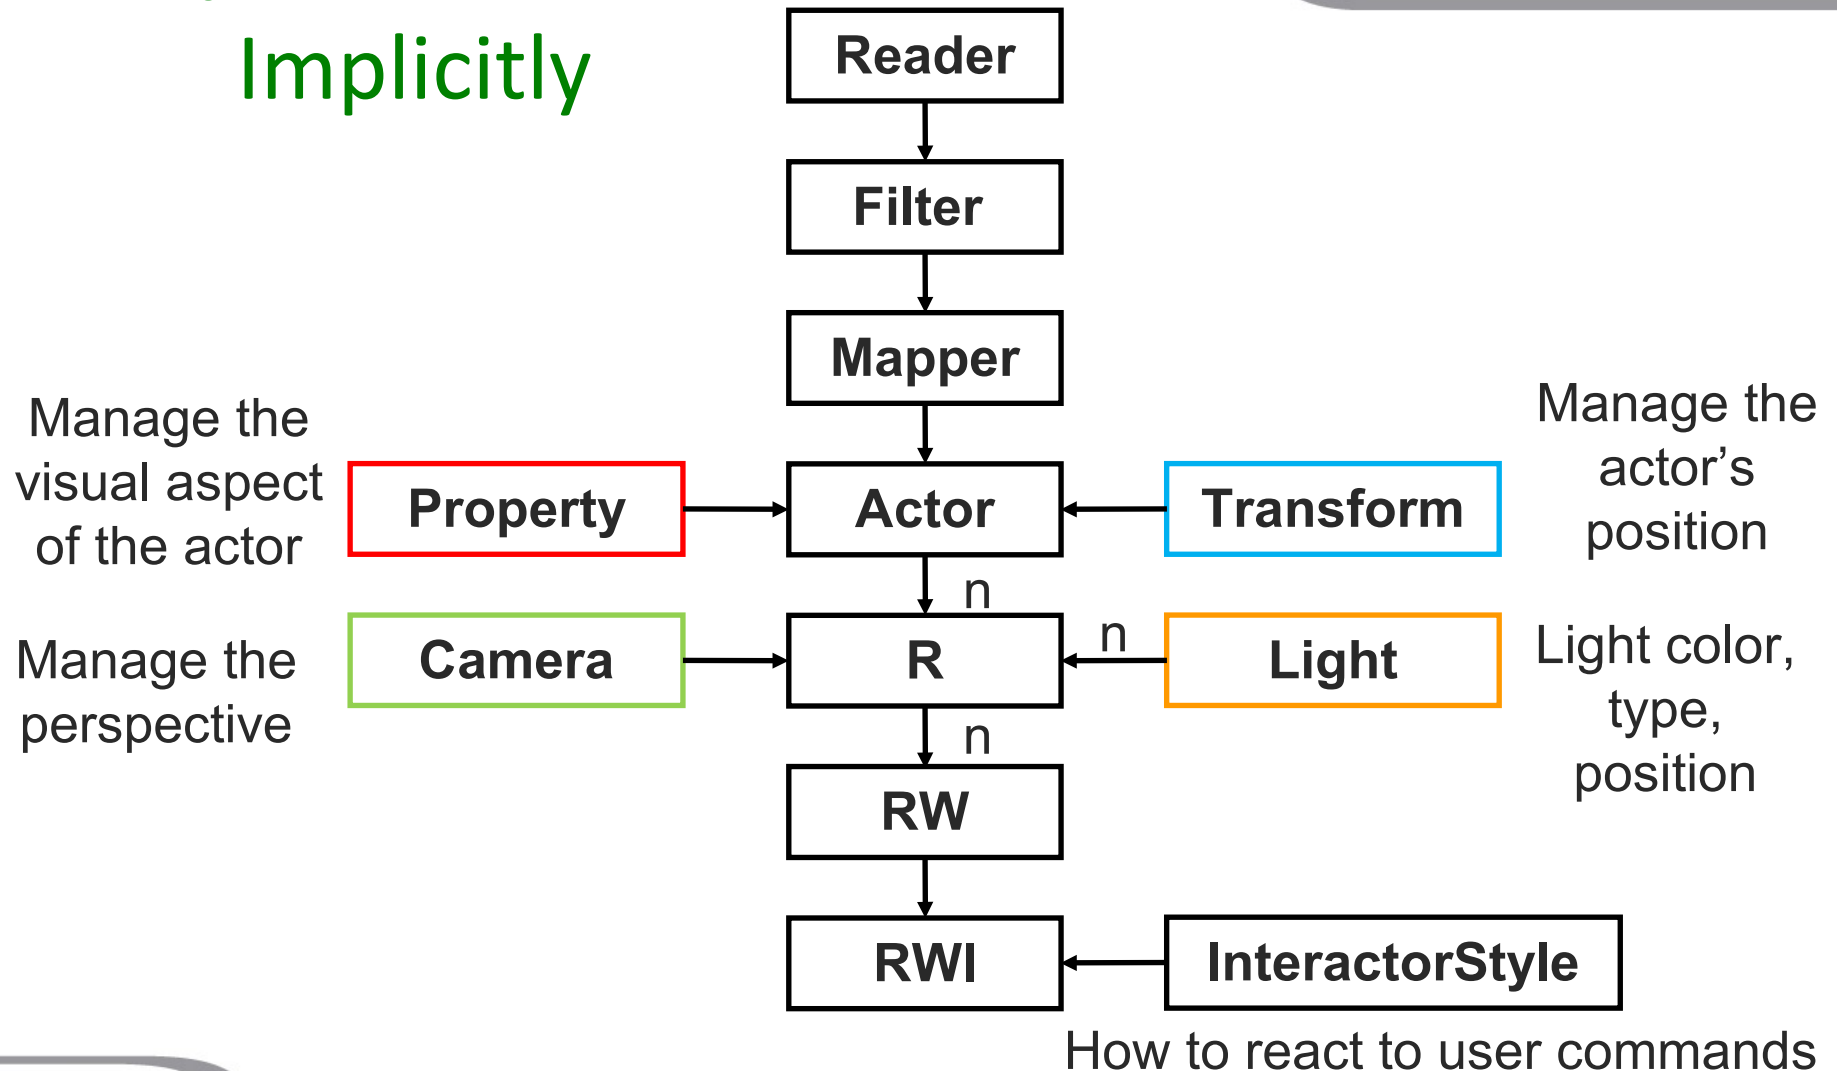 Implicitly
Reader
Filter
Mapper
Manage the
visual aspect
of the actor
Property
Actor
Transform
Manage the
actor’s
position
n
Manage the
perspective
Camera
R
n
Light
Light color,
type,
position
n
RW
RWI
InteractorStyle
How to react to user commands